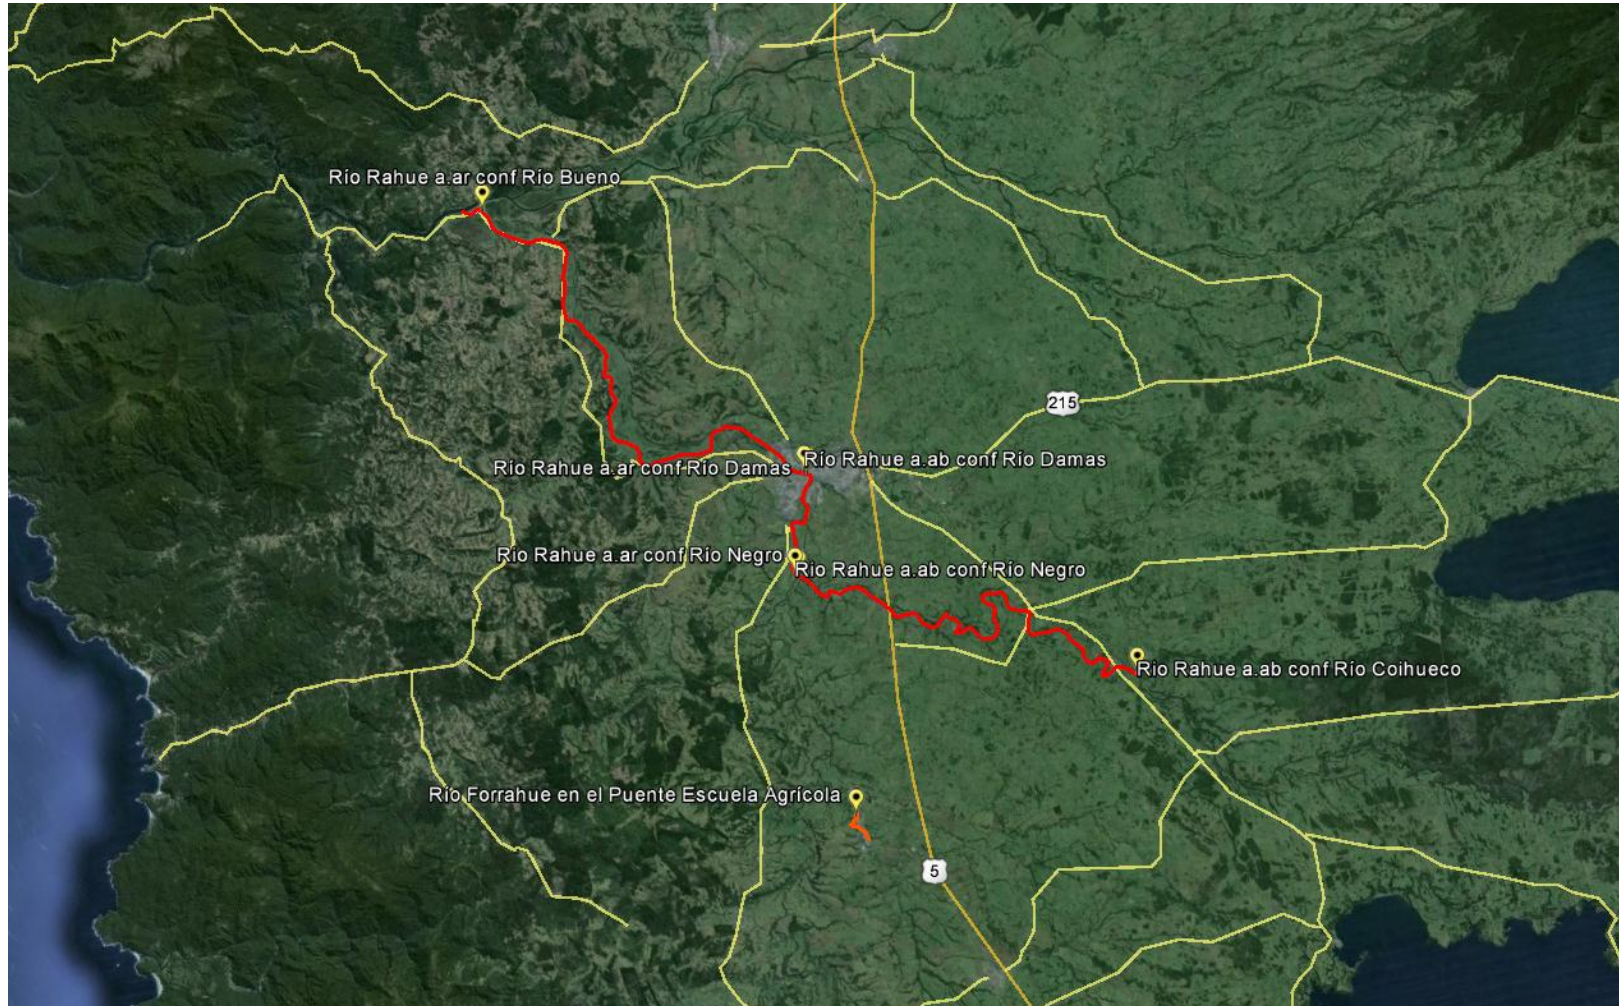 Río Rahue a.ar conf Río Bueno
215
Río Rahue a.ar conf Río Damas
Río Rahue a.ab conf Río Damas
Río Rahue a.ar conf Río Negro
Río Rahue a.ab conf Río Negro
Río Rahue a.ab conf Río Coihueco
Río Forrahue en el Puente Escuela Agrícola
5